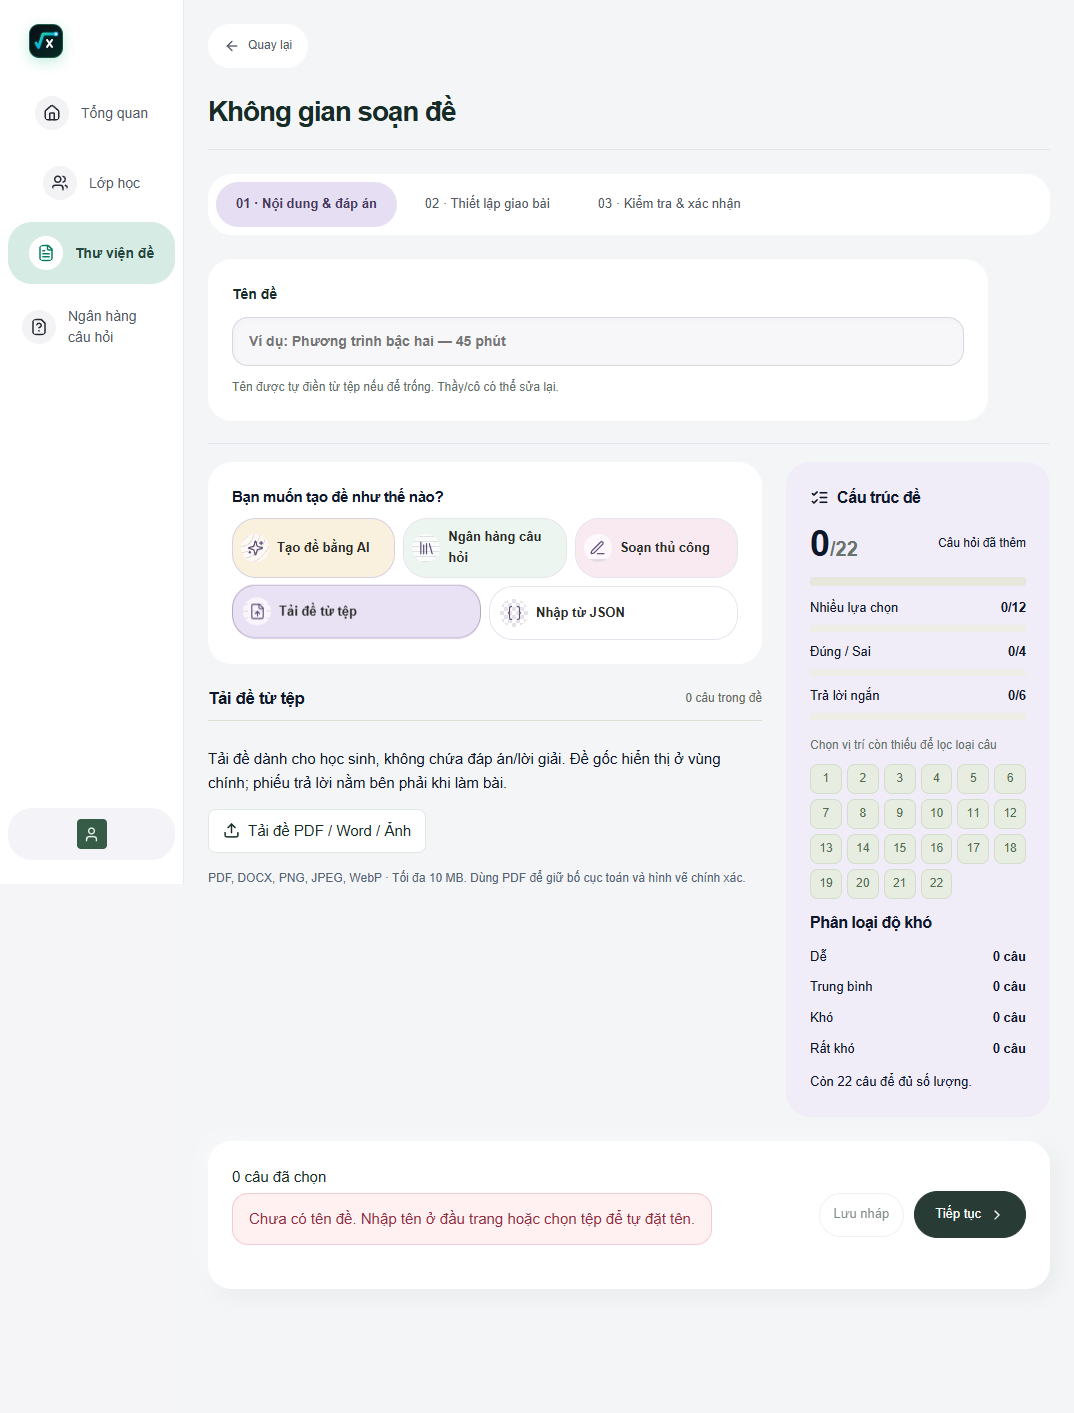 √x
Tổng quan
Lớp học
Thư viện đề
Ngân hàng
câu hỏi
Quay lại
Không gian soạn đề
01 · Nội dung & đáp án
02 · Thiết lập giao bài
03 · Kiểm tra & xác nhận
Tên đề
Ví dụ: Phương trình bậc hai — 45 phút
Tên được tự điền từ tệp nếu để trống. Thầy/cô có thể sửa lại.
Bạn muốn tạo đề như thế nào?
Tạo đề bằng AI
Ngân hàng câu
hỏi
Soạn thủ công
Tải đề từ tệp
Nhập từ JSON
Tải đề từ tệp
0 câu trong đề
Tải đề dành cho học sinh, không chứa đáp án/lời giải. Đề gốc hiển thị ở vùng
chính; phiếu trả lời nằm bên phải khi làm bài.
Tải đề PDF / Word / Ảnh
PDF, DOCX, PNG, JPEG, WebP · Tối đa 10 MB. Dùng PDF để giữ bố cục toán và hình vẽ chính xác.
Cấu trúc đề
0/22
Câu hỏi đã thêm
Nhiều lựa chọn 0/12
Đúng / Sai 0/4
Trả lời ngắn 0/6
Chọn vị trí còn thiếu để lọc loại câu
1 2 3 4 5 6
7 8 9 10 11 12
13 14 15 16 17 18
19 20 21 22
Phân loại độ khó
Dễ 0 câu
Trung bình 0 câu
Khó 0 câu
Rất khó 0 câu
Còn 22 câu để đủ số lượng.
0 câu đã chọn
Chưa có tên đề. Nhập tên ở đầu trang hoặc chọn tệp để tự đặt tên.
Lưu nháp
Tiếp tục